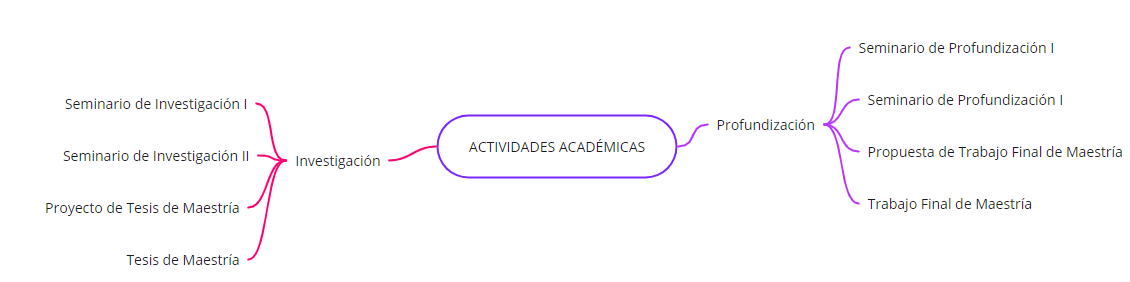 ACTIVIDADES ACADÉMICAS
Investigación
Seminario de Investigación I
Seminario de Investigación II
Proyecto de Tesis de Maestría
Tesis de Maestría
Profundización
Seminario de Profundización I
Seminario de Profundización I
Propuesta de Trabajo Final de Maestría
Trabajo Final de Maestría